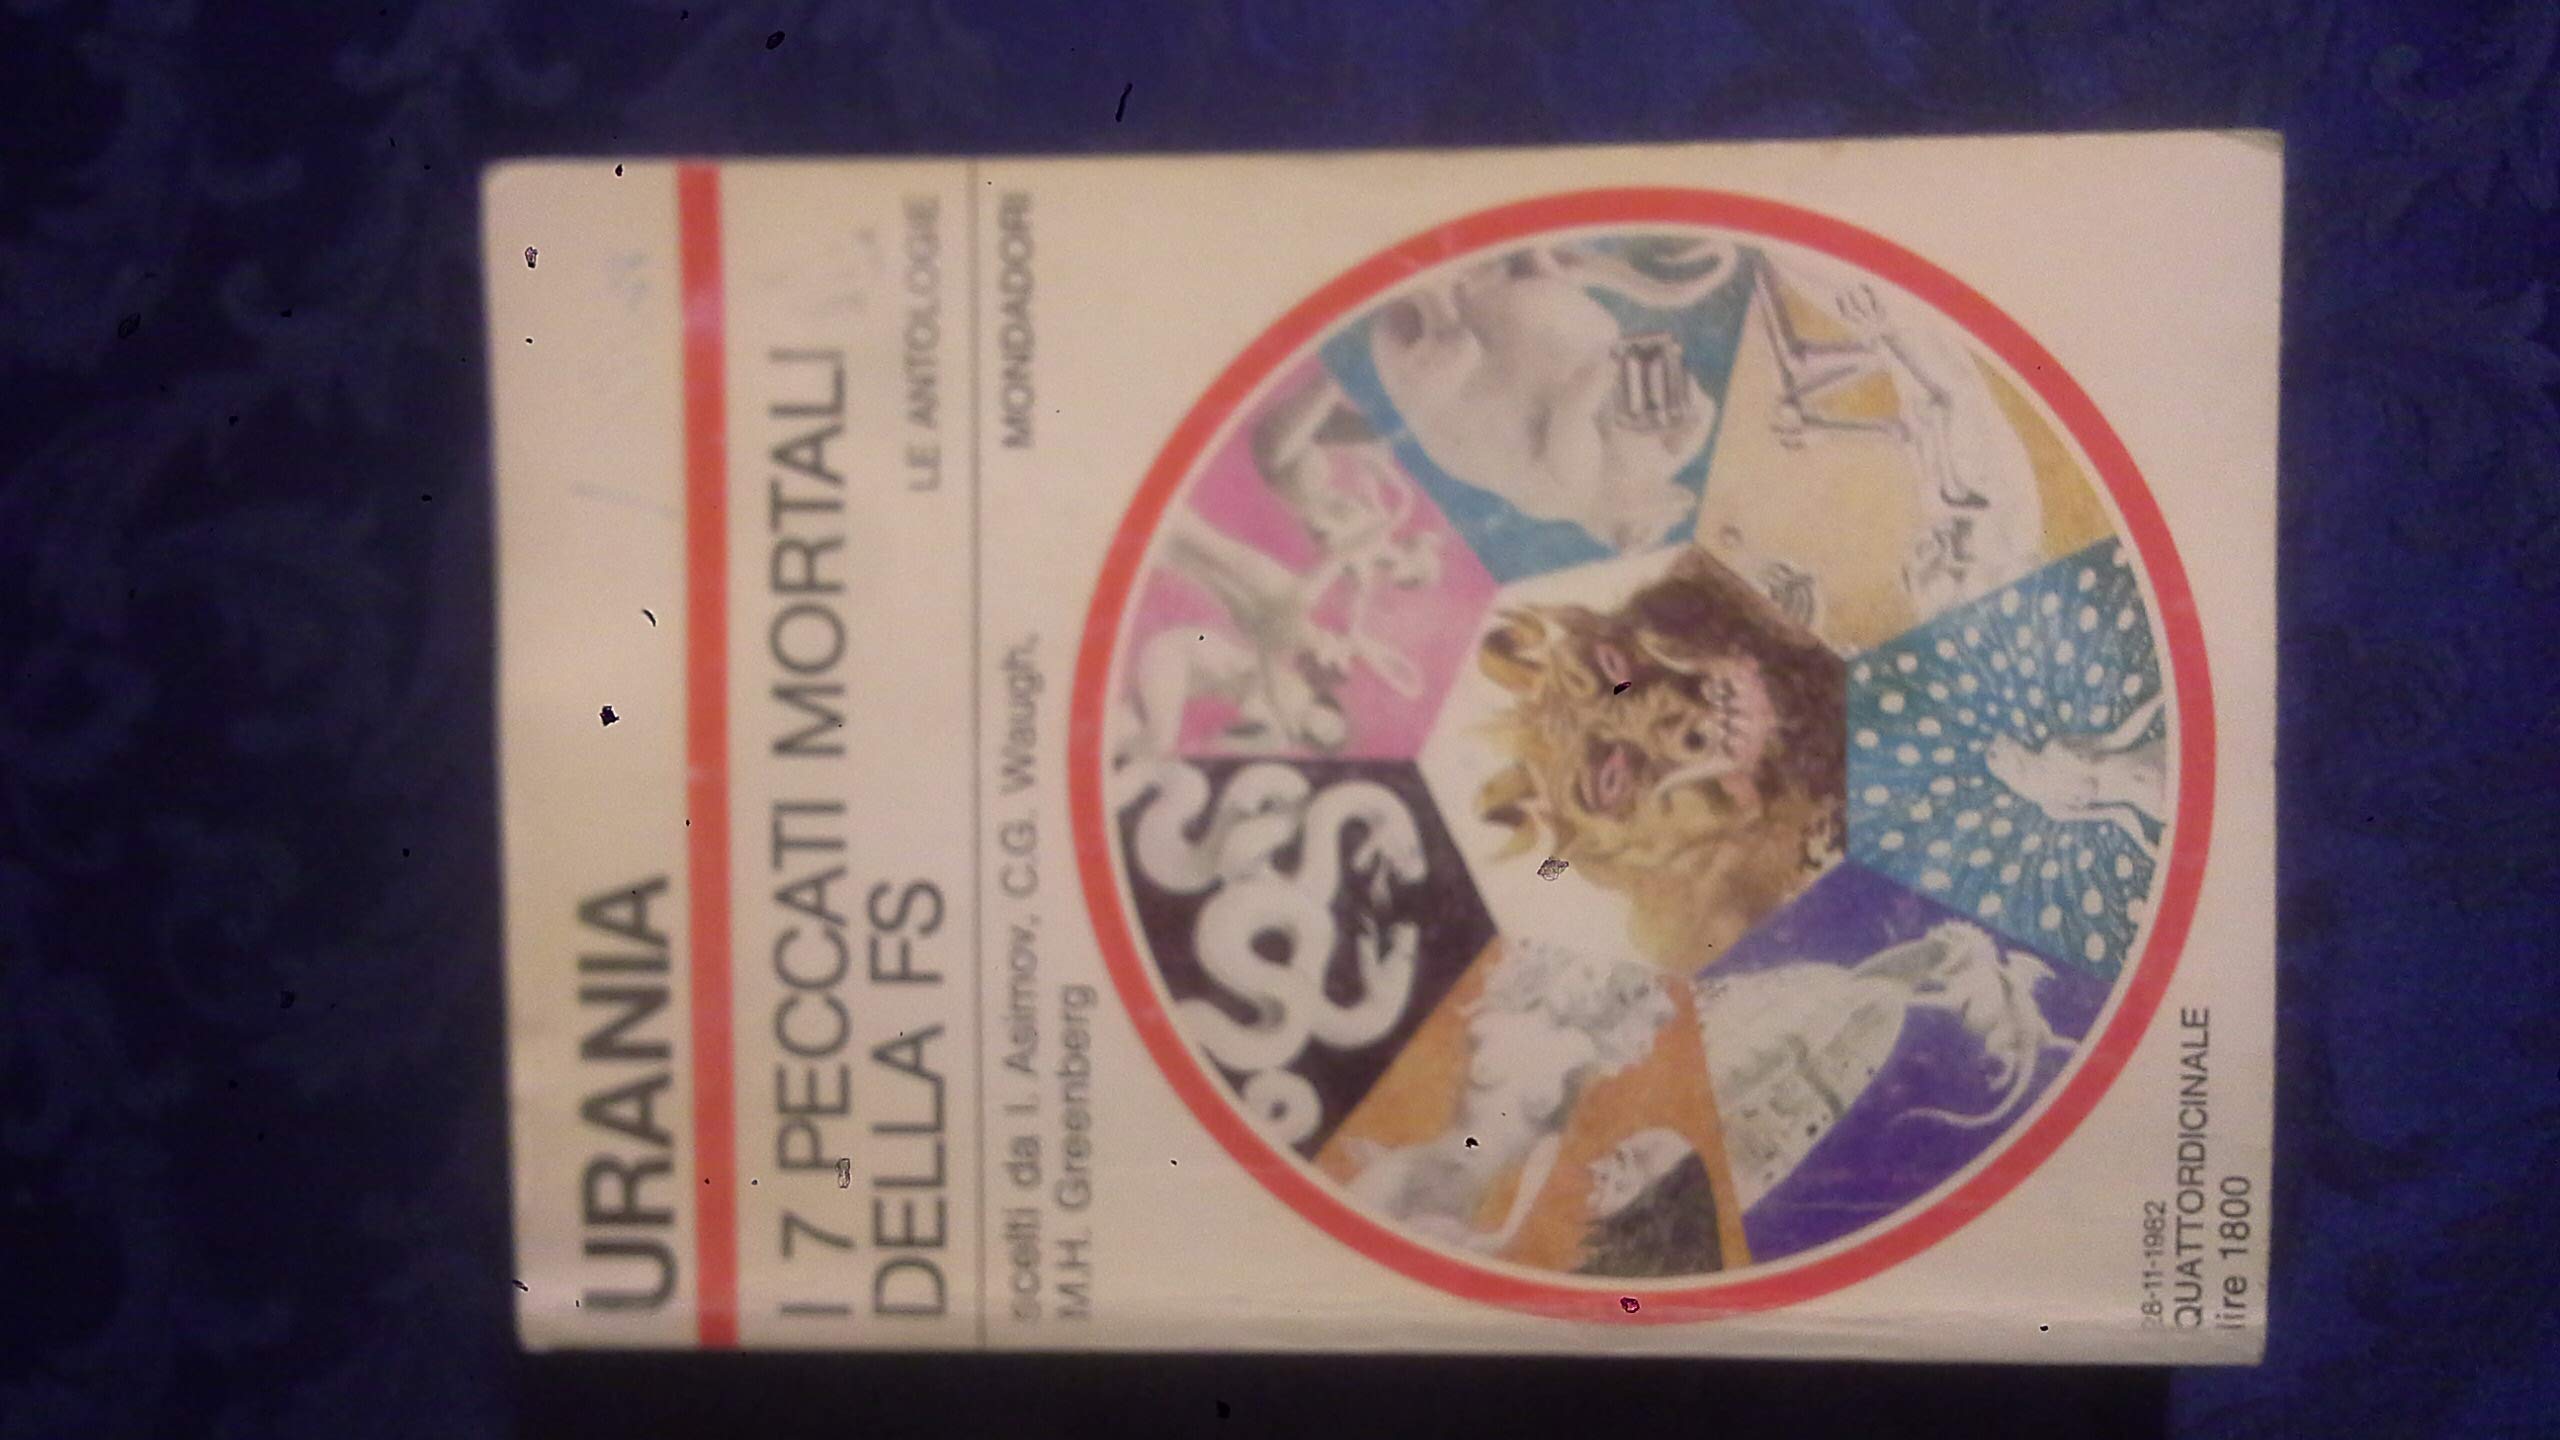 URANIA
I 7 PECCATI MORTALI
DELLA FS
LE ANTOLOGIE
scelti da I. Asimov, C.G. Waugh,
M.H. Greenberg
MONDADORI
28-11-1982
QUATTORDICINALE
lire 1800